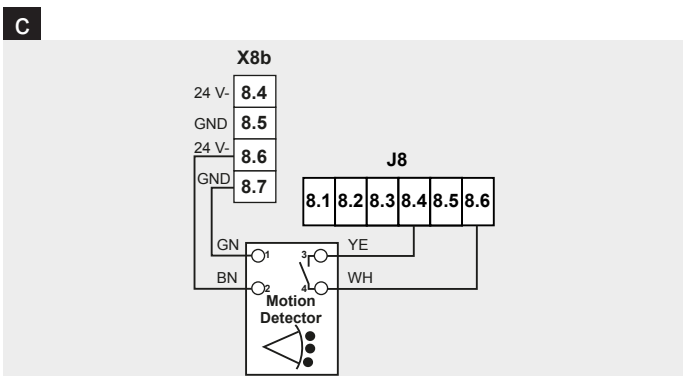 C
X8b
24 V- 8.4
GND 8.5
24 V- 8.6
GND 8.7
J8
8.1 8.2 8.3 8.4 8.5 8.6
GN 1 3 YE
BN 2 4 WH
Motion
Detector